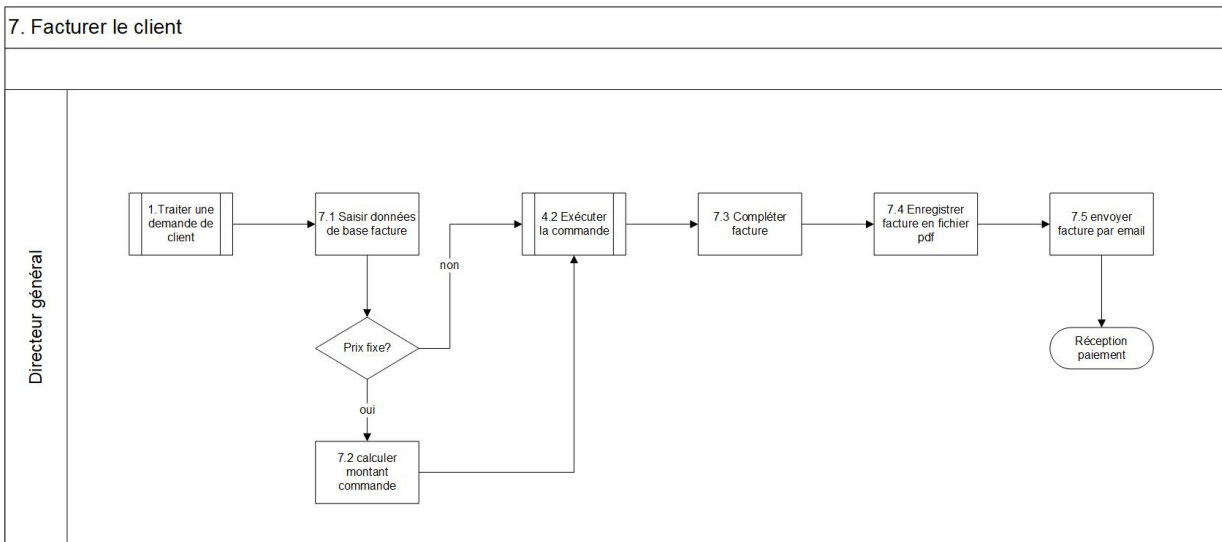 7. Facturer le client
Directeur général
1.Traiter une
demande de
client
7.1 Saisir données
de base facture
4.2 Exécuter
la commande
7.3 Compléter
facture
7.4 Enregistrer
facture en fichier
pdf
7.5 envoyer
facture par email
non
Prix fixe?
Réception
paiement
oui
7.2 calculer
montant
commande